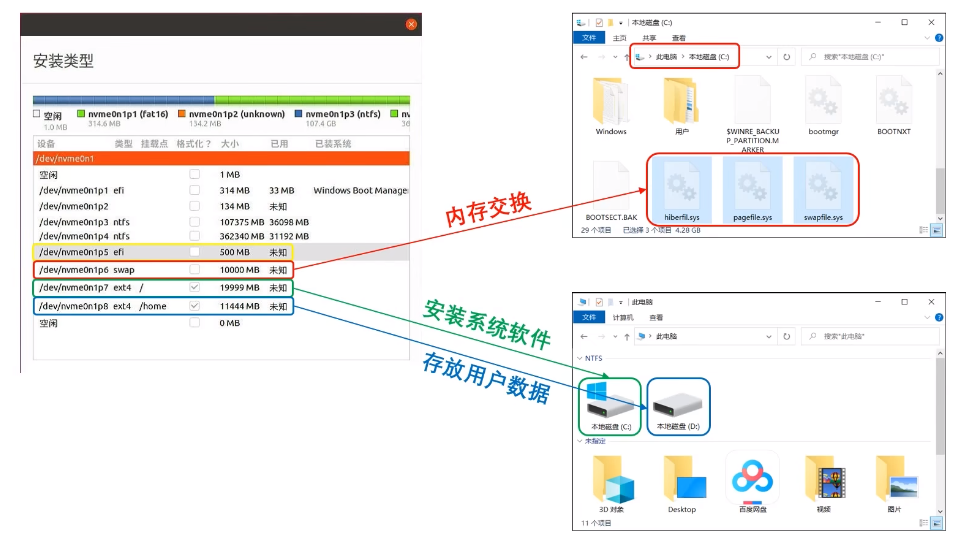 安装类型
空闲
1.0 MB
nvme0n1p1 (fat16)
314.6 MB
nvme0n1p2 (unknown)
134.2 MB
nvme0n1p3 (ntfs)
107.4 GB
设备 类型 挂载点 格式化？ 大小 已用 已装系统
/dev/nvme0n1
空闲 1 MB
/dev/nvme0n1p1 efi 314 MB 33 MB Windows Boot Manage
/dev/nvme0n1p2 134 MB 未知
/dev/nvme0n1p3 ntfs 107375 MB 36098 MB
/dev/nvme0n1p4 ntfs 362340 MB 31192 MB
/dev/nvme0n1p5 efi 500 MB 未知
/dev/nvme0n1p6 swap 10000 MB 未知
/dev/nvme0n1p7 ext4 / 19999 MB 未知
/dev/nvme0n1p8 ext4 /home 11444 MB 未知
空闲 0 MB
内存交换
安装系统软件
存放用户数据
本地磁盘 (C:)
文件 主页 共享 查看
此电脑 本地磁盘 (C:)
搜索"本地磁盘 (C:)"
Windows
用户
$WINRE_BACKU
P_PARTITION.M
ARKER
bootmgr
BOOTNXT
BOOTSECT.BAK
hiberfil.sys
pagefile.sys
swapfile.sys
29 个项目 已选择 3 个项目 4.28 GB
此电脑
文件 计算机 查看
此电脑
搜索"此电脑"
NTFS
本地磁盘 (C:)
本地磁盘 (D:)
未指定
3D 对象
Desktop
百度网盘
视频
图片
11 个项目